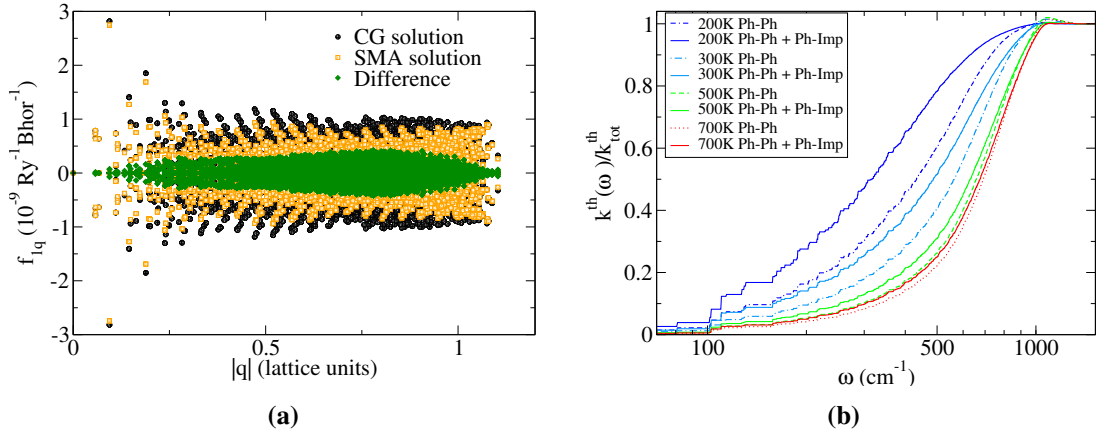 3
2
1
0
-1
-2
-3
f1q (10-9 Ry-1Bhor-1)
CG solution
SMA solution
Difference
0
0.5
1
|q| (lattice units)
(a)
1
0.8
0.6
0.4
0.2
0
kth(ω)/kthtot
200K Ph-Ph
200K Ph-Ph + Ph-Imp
300K Ph-Ph
300K Ph-Ph + Ph-Imp
500K Ph-Ph
500K Ph-Ph + Ph-Imp
700K Ph-Ph
700K Ph-Ph + Ph-Imp
100
500
1000
ω (cm-1)
(b)